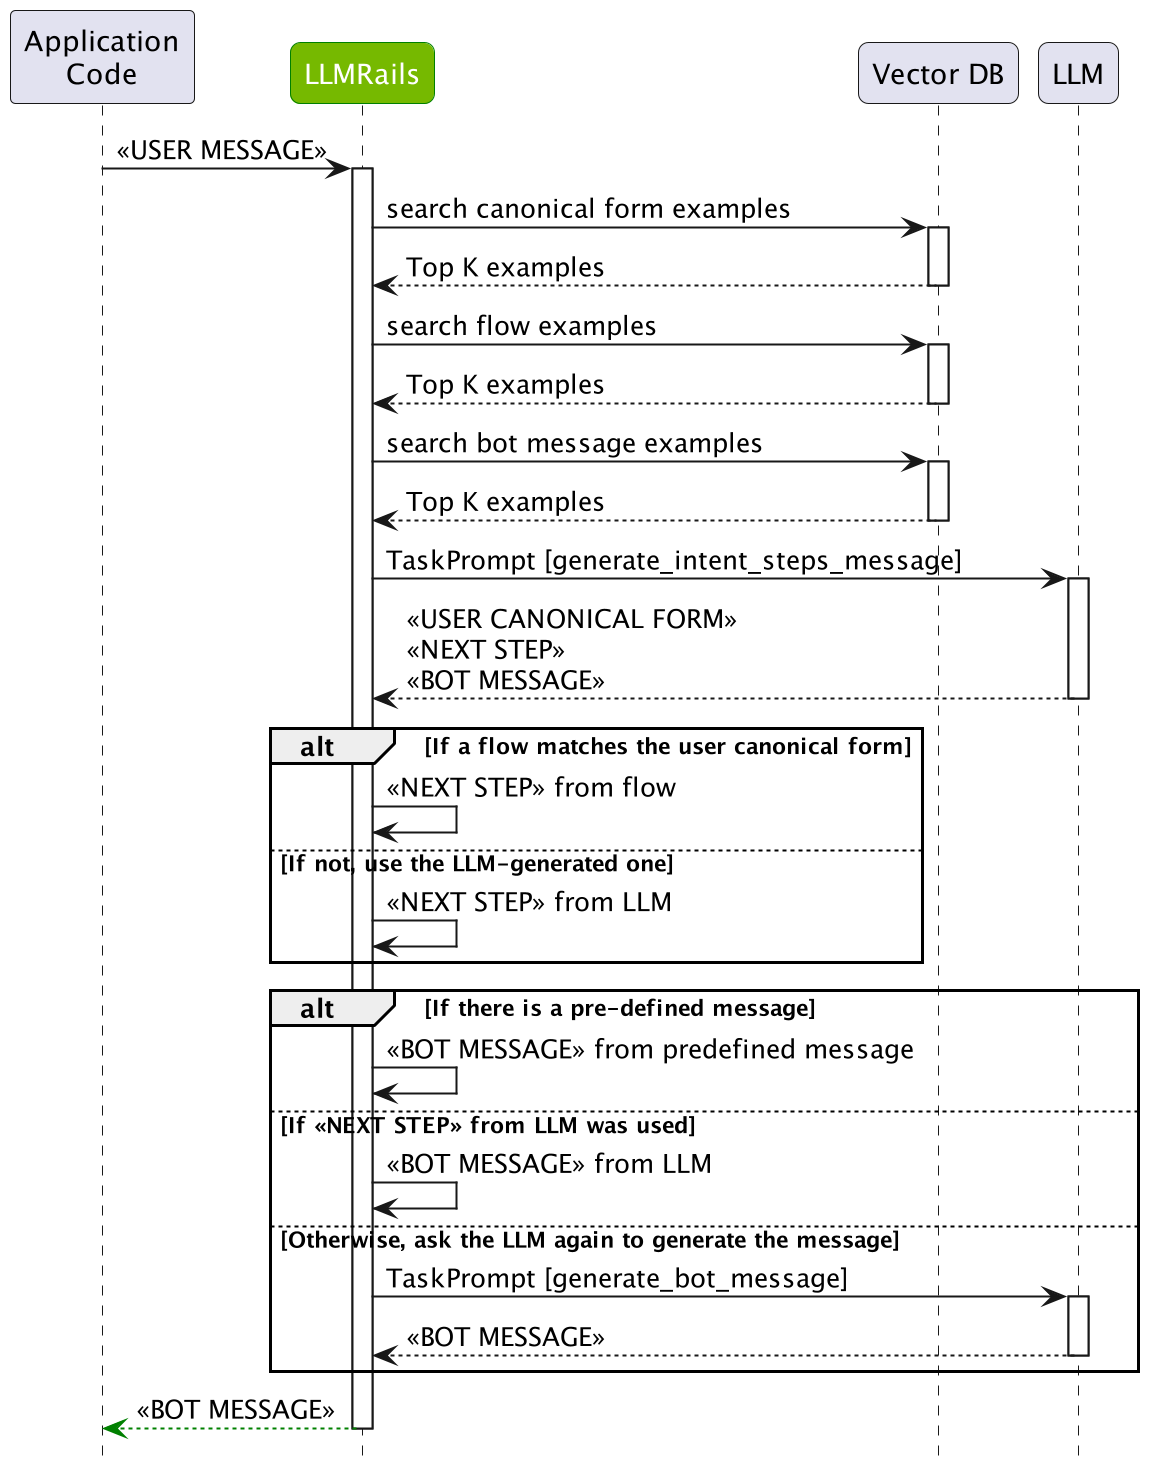 Application
Code
LLMRails
Vector DB
LLM
«USER MESSAGE»
search canonical form examples
Top K examples
search flow examples
Top K examples
search bot message examples
Top K examples
TaskPrompt [generate_intent_steps_message]
«USER CANONICAL FORM»
«NEXT STEP»
«BOT MESSAGE»
alt [If a flow matches the user canonical form]
«NEXT STEP» from flow
[If not, use the LLM-generated one]
«NEXT STEP» from LLM
alt [If there is a pre-defined message]
«BOT MESSAGE» from predefined message
[If «NEXT STEP» from LLM was used]
«BOT MESSAGE» from LLM
[Otherwise, ask the LLM again to generate the message]
TaskPrompt [generate_bot_message]
«BOT MESSAGE»
«BOT MESSAGE»